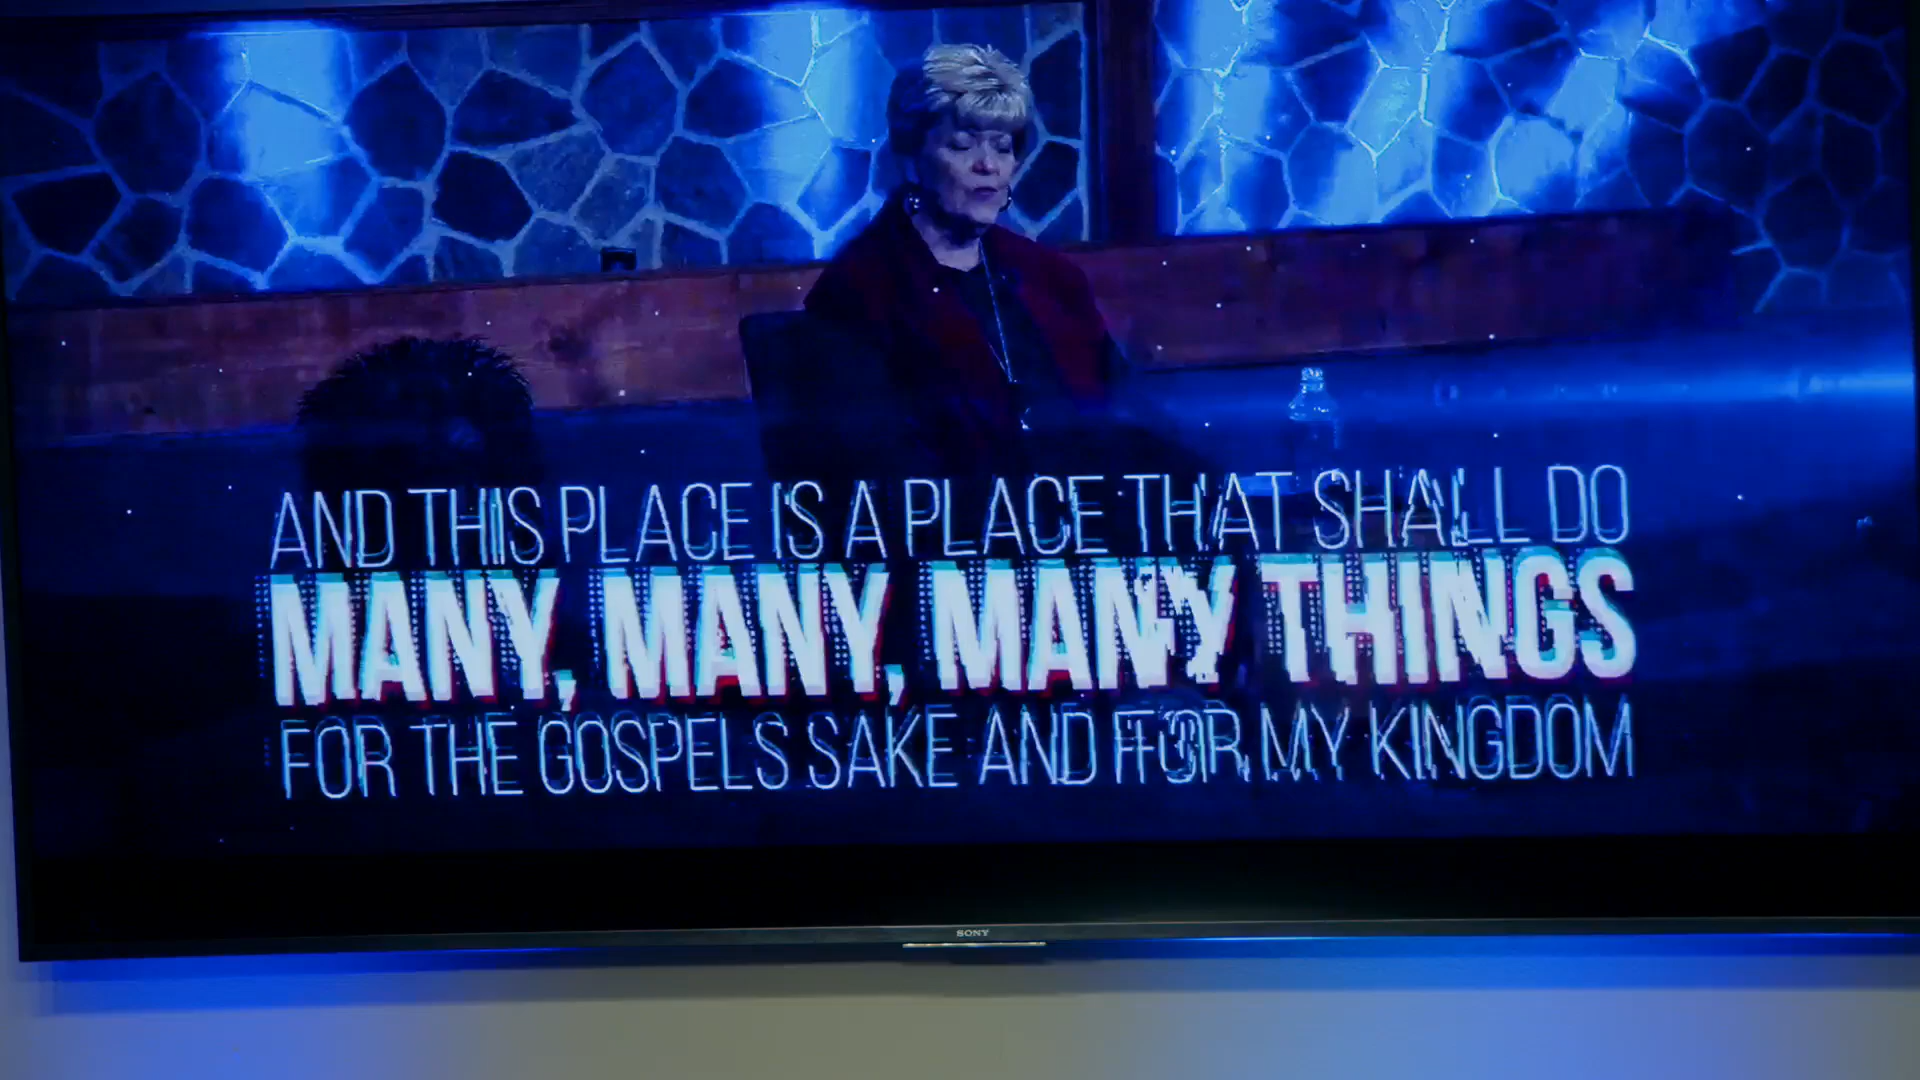 AND THIS PLACE IS A PLACE THAT SHALL DO
MANY, MANY, MANY THINGS
FOR THE GOSPELS SAKE AND FOR MY KINGDOM
SONY